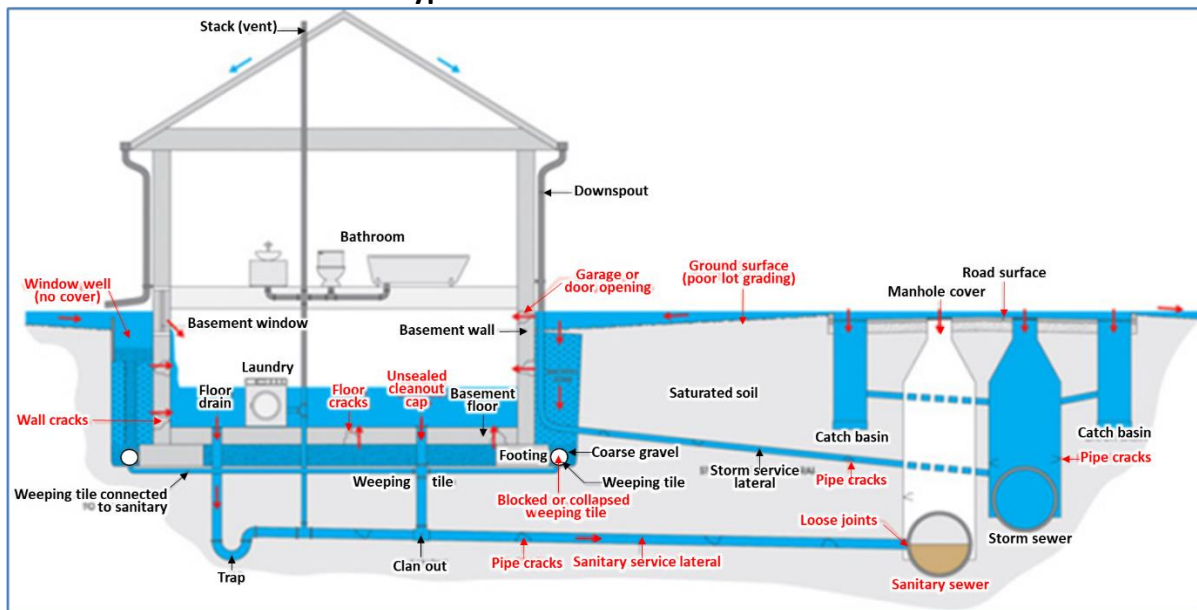 Stack (vent)
Downspout
Bathroom
Window well
(no cover)
Garage or
door opening
Ground surface
(poor lot grading)
Road surface
Manhole cover
Basement window
Basement wall
Laundry
Floor
drain
Floor
cracks
Unsealed
cleanout
cap
Basement
floor
Saturated soil
Wall cracks
Catch basin
Catch basin
Footing
Coarse gravel
Weeping tile
Weeping tile
Storm service
lateral
Pipe cracks
Pipe cracks
Weeping tile connected
to sanitary
Blocked or collapsed
weeping tile
Loose joints
Storm sewer
Trap
Clan out
Pipe cracks
Sanitary service lateral
Sanitary sewer